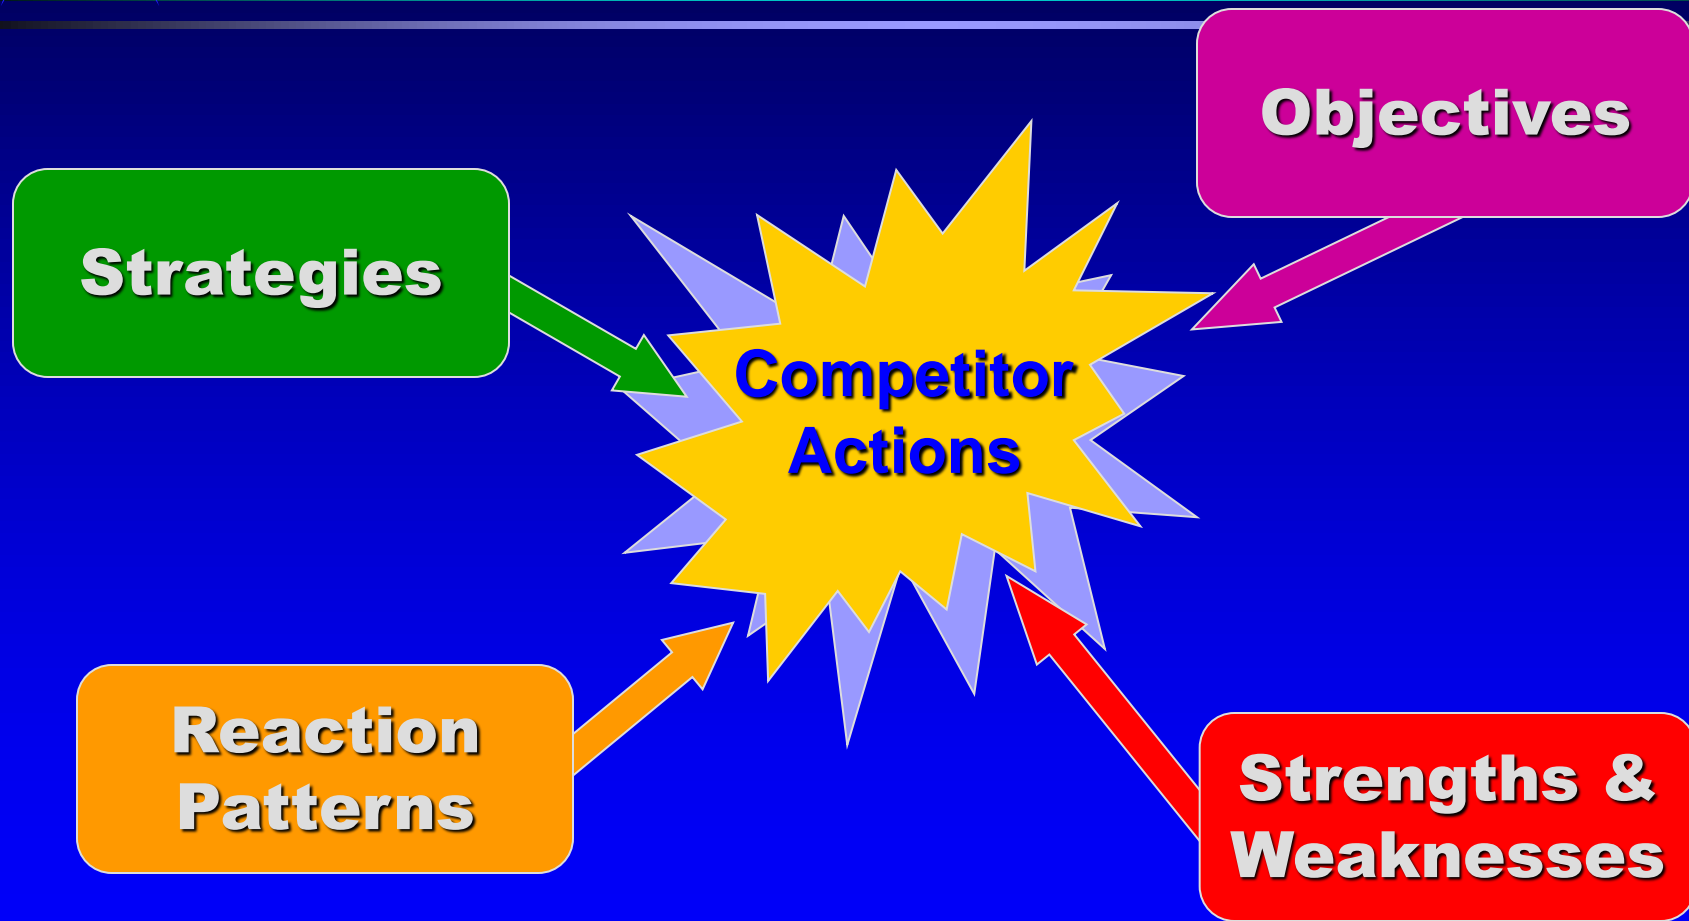 Objectives
Strategies
Competitor
Actions
Reaction
Patterns
Strengths &
Weaknesses